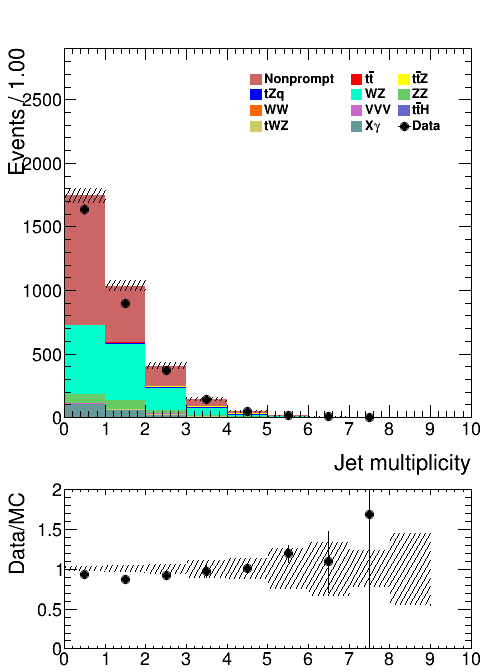 Events / 1.00
2500
2000
1500
1000
500
0
Nonprompt tt̄ tt̄Z
tZq WZ ZZ
WW VVV tt̄H
tWZ Xγ Data
0 1 2 3 4 5 6 7 8 9 10
Jet multiplicity
Data/MC
2
1.5
1
0.5
0
0 1 2 3 4 5 6 7 8 9 10